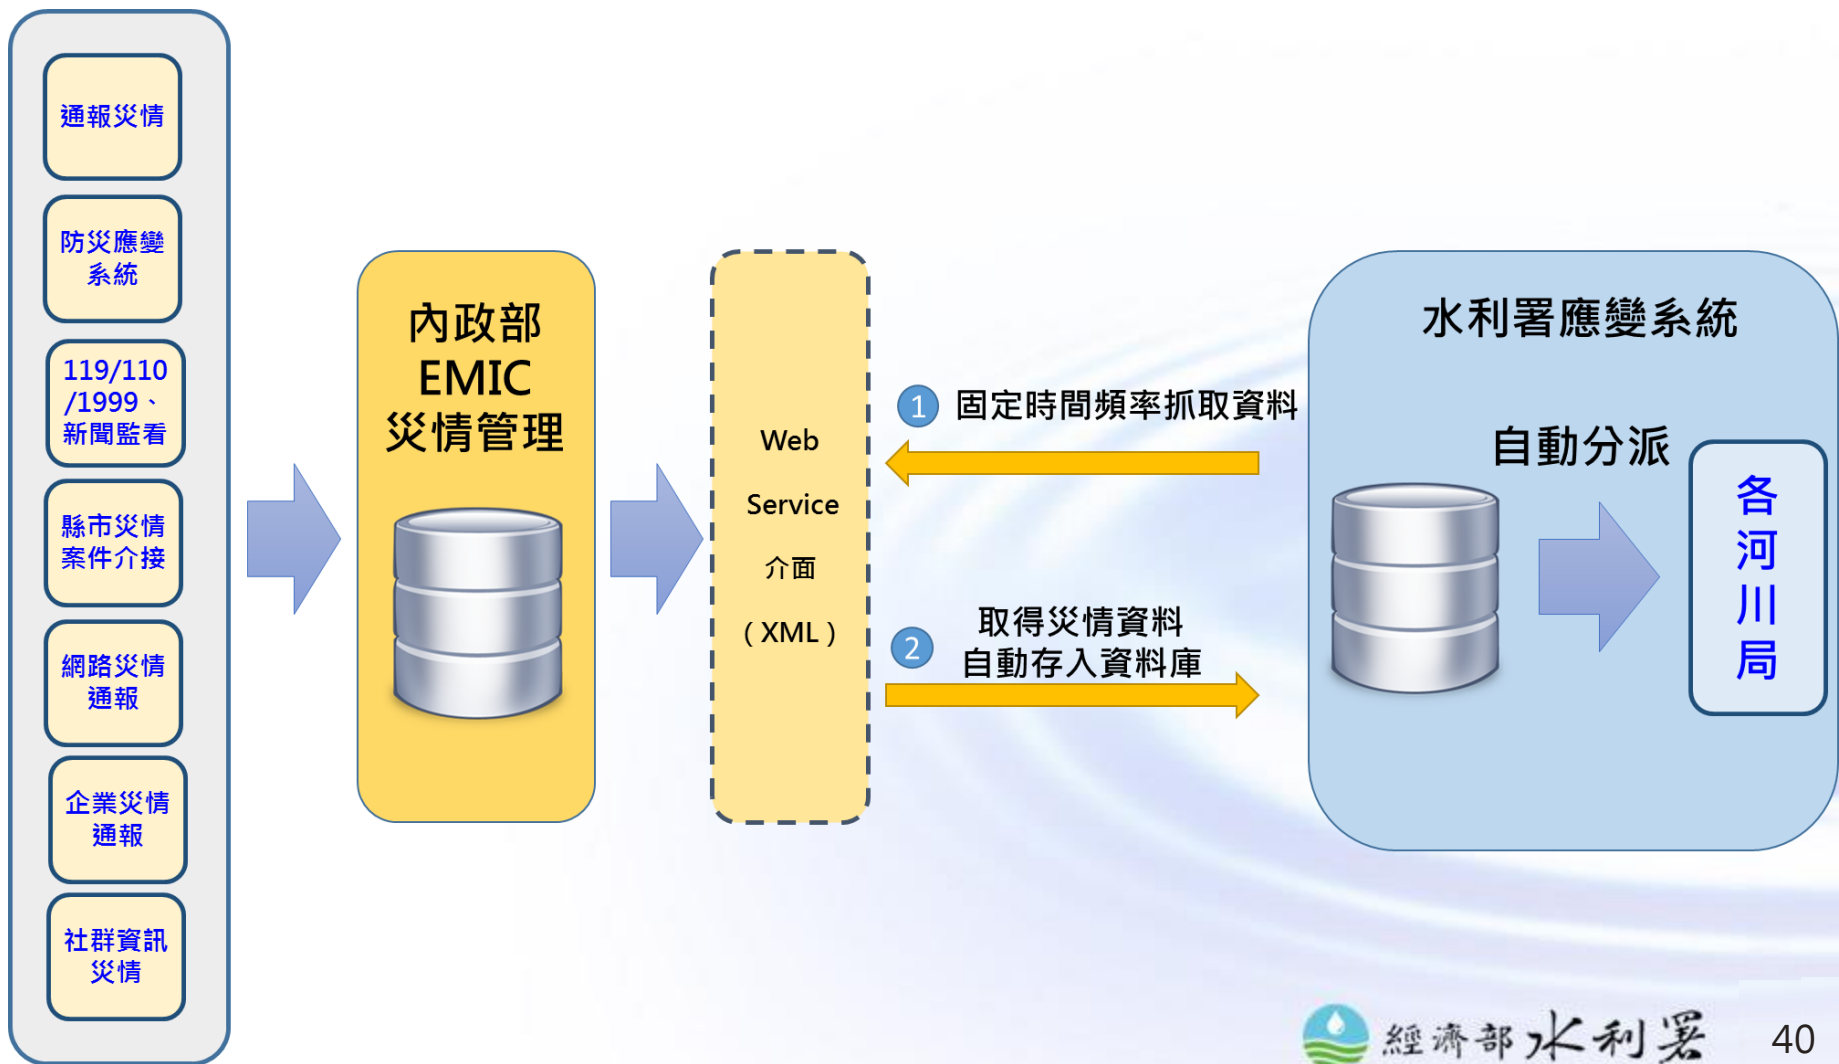 通報災情
防災應變
系統
119/110
/1999、
新聞監看
縣市災情
案件介接
網路災情
通報
企業災情
通報
社群資訊
災情
內政部
EMIC
災情管理
Web
Service
介面
(XML)
1 固定時間頻率抓取資料
2 取得災情資料
自動存入資料庫
水利署應變系統
自動分派
各
河
川
局
經濟部水利署
40